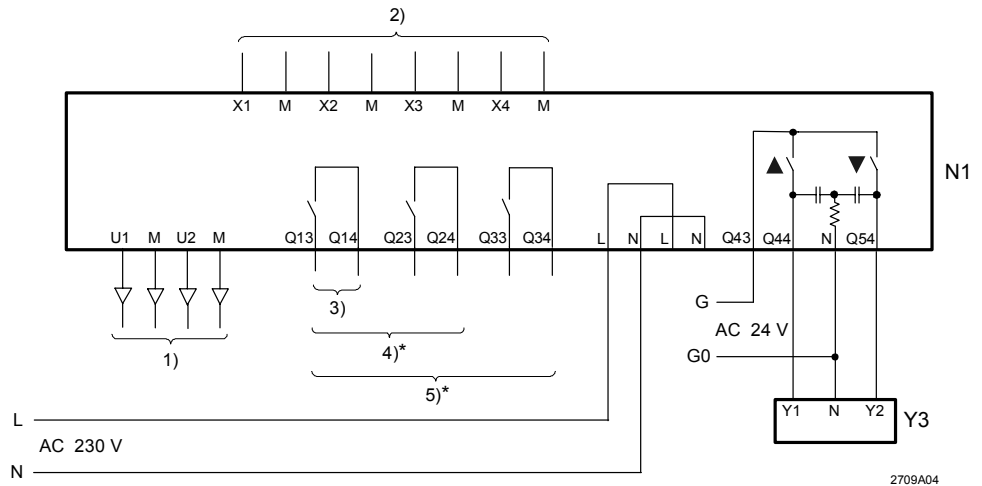 2)
X1 M X2 M X3 M X4 M
N1
U1 M U2 M Q13 Q14 Q23 Q24 Q33 Q34 L N L N Q43 Q44 N Q54
3)
G
AC 24 V
1)
4)*
G0
5)*
L
Y1 N Y2
Y3
AC 230 V
N
2709A04